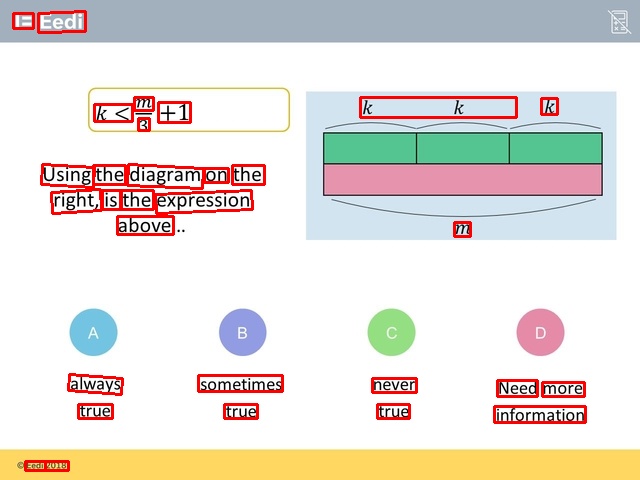 Eedi
k < m/3 + 1
k k k
m
Using the diagram on the
right, is the expression
above ..
A B C D
always true
sometimes true
never true
Need more information
© Eedi 2018